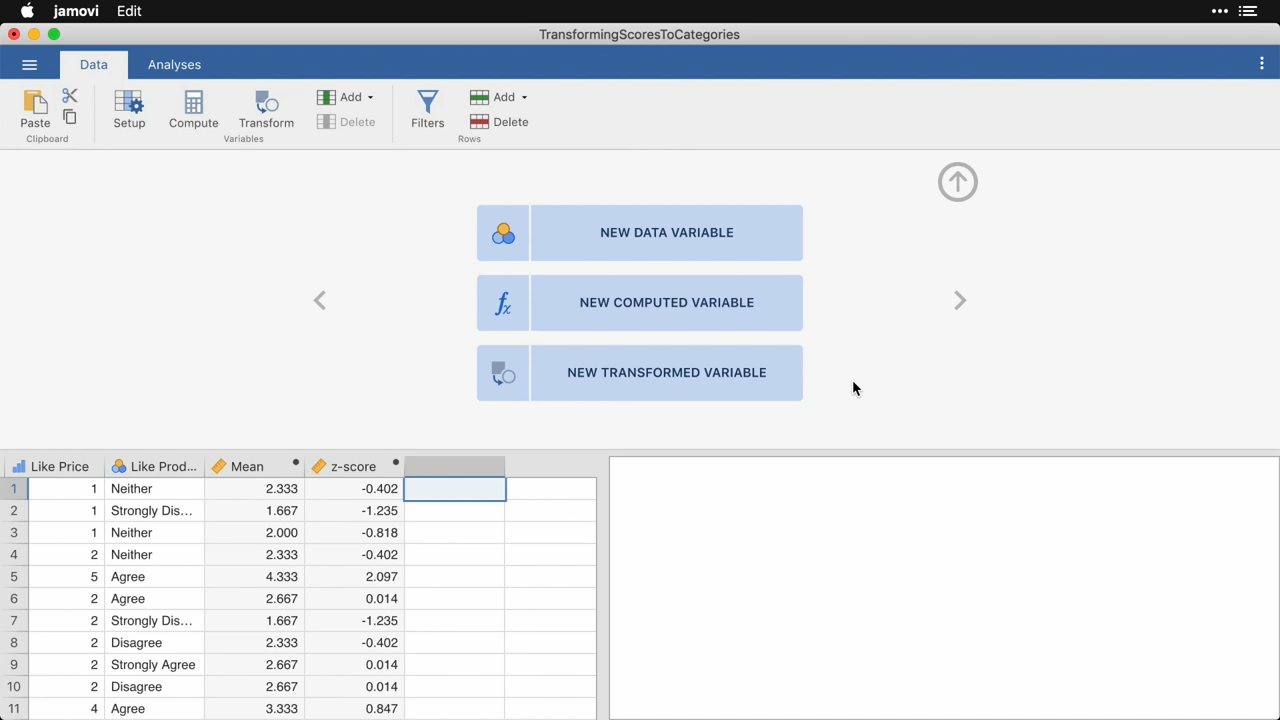 jamovi Edit
TransformingScoresToCategories
Data Analyses
Paste
Clipboard
Setup Compute Transform Add Delete
Variables
Filters Add Delete
Rows
NEW DATA VARIABLE
fx NEW COMPUTED VARIABLE
NEW TRANSFORMED VARIABLE
Like Price Like Prod... Mean z-score
1 1 Neither 2.333 -0.402
2 1 Strongly Dis... 1.667 -1.235
3 1 Neither 2.000 -0.818
4 2 Neither 2.333 -0.402
5 5 Agree 4.333 2.097
6 2 Agree 2.667 0.014
7 2 Strongly Dis... 1.667 -1.235
8 2 Disagree 2.333 -0.402
9 2 Strongly Agree 2.667 0.014
10 2 Disagree 2.667 0.014
11 4 Agree 3.333 0.847